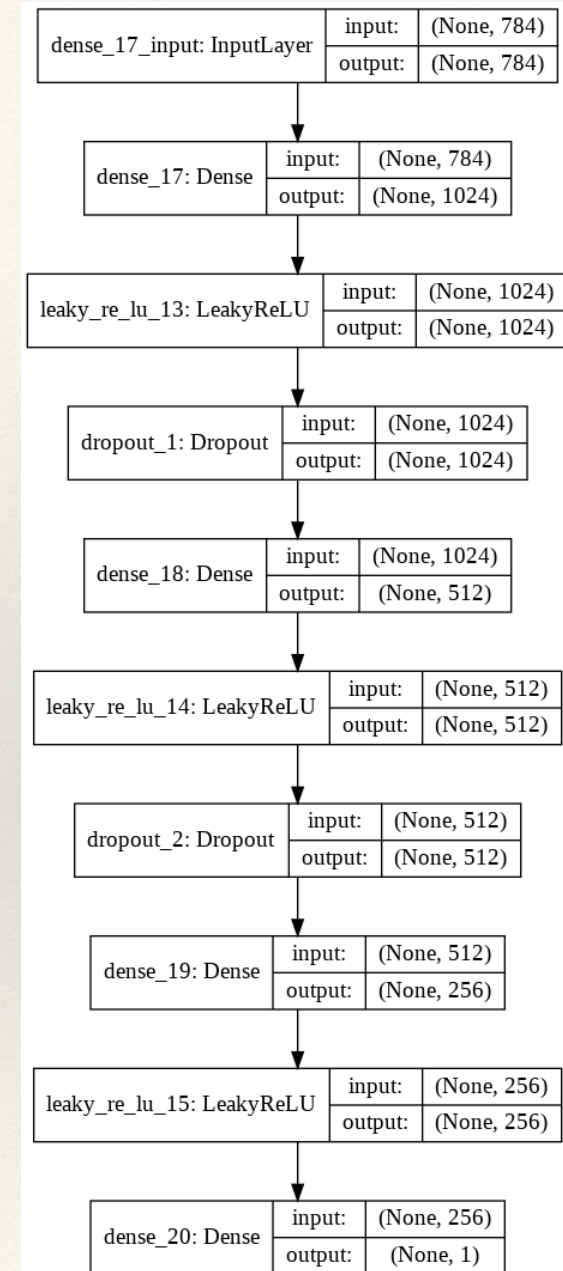 dense_17_input: InputLayer
input: (None, 784)
output: (None, 784)
dense_17: Dense
input: (None, 784)
output: (None, 1024)
leaky_re_lu_13: LeakyReLU
input: (None, 1024)
output: (None, 1024)
dropout_1: Dropout
input: (None, 1024)
output: (None, 1024)
dense_18: Dense
input: (None, 1024)
output: (None, 512)
leaky_re_lu_14: LeakyReLU
input: (None, 512)
output: (None, 512)
dropout_2: Dropout
input: (None, 512)
output: (None, 512)
dense_19: Dense
input: (None, 512)
output: (None, 256)
leaky_re_lu_15: LeakyReLU
input: (None, 256)
output: (None, 256)
dense_20: Dense
input: (None, 256)
output: (None, 1)